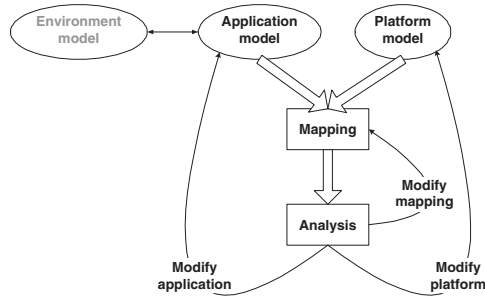 Environment
model
Application
model
Platform
model
Mapping
Modify
mapping
Analysis
Modify
application
Modify
platform